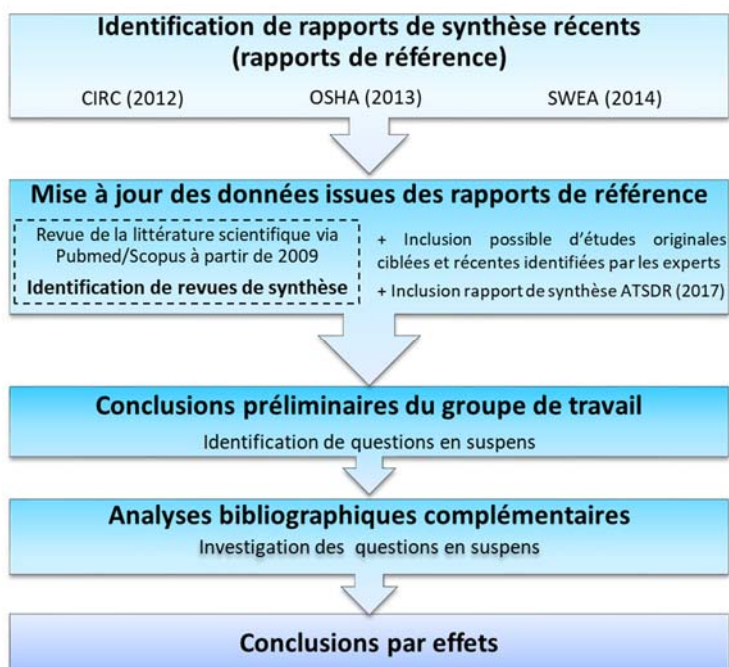 Identification de rapports de synthèse récents
(rapports de référence)
CIRC (2012) OSHA (2013) SWEA (2014)
Mise à jour des données issues des rapports de référence
Revue de la littérature scientifique via
Pubmed/Scopus à partir de 2009
Identification de revues de synthèse
+ Inclusion possible d'études originales
ciblées et récentes identifiées par les experts
+ Inclusion rapport de synthèse ATSDR (2017)
Conclusions préliminaires du groupe de travail
Identification de questions en suspens
Analyses bibliographiques complémentaires
Investigation des questions en suspens
Conclusions par effets